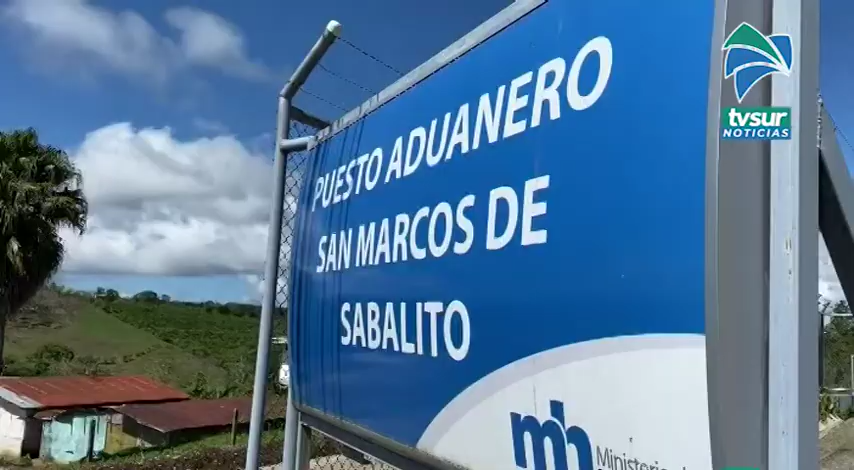 tvsur
NOTICIAS
PUESTO ADUANERO
SAN MARCOS DE
SABALITO
mh